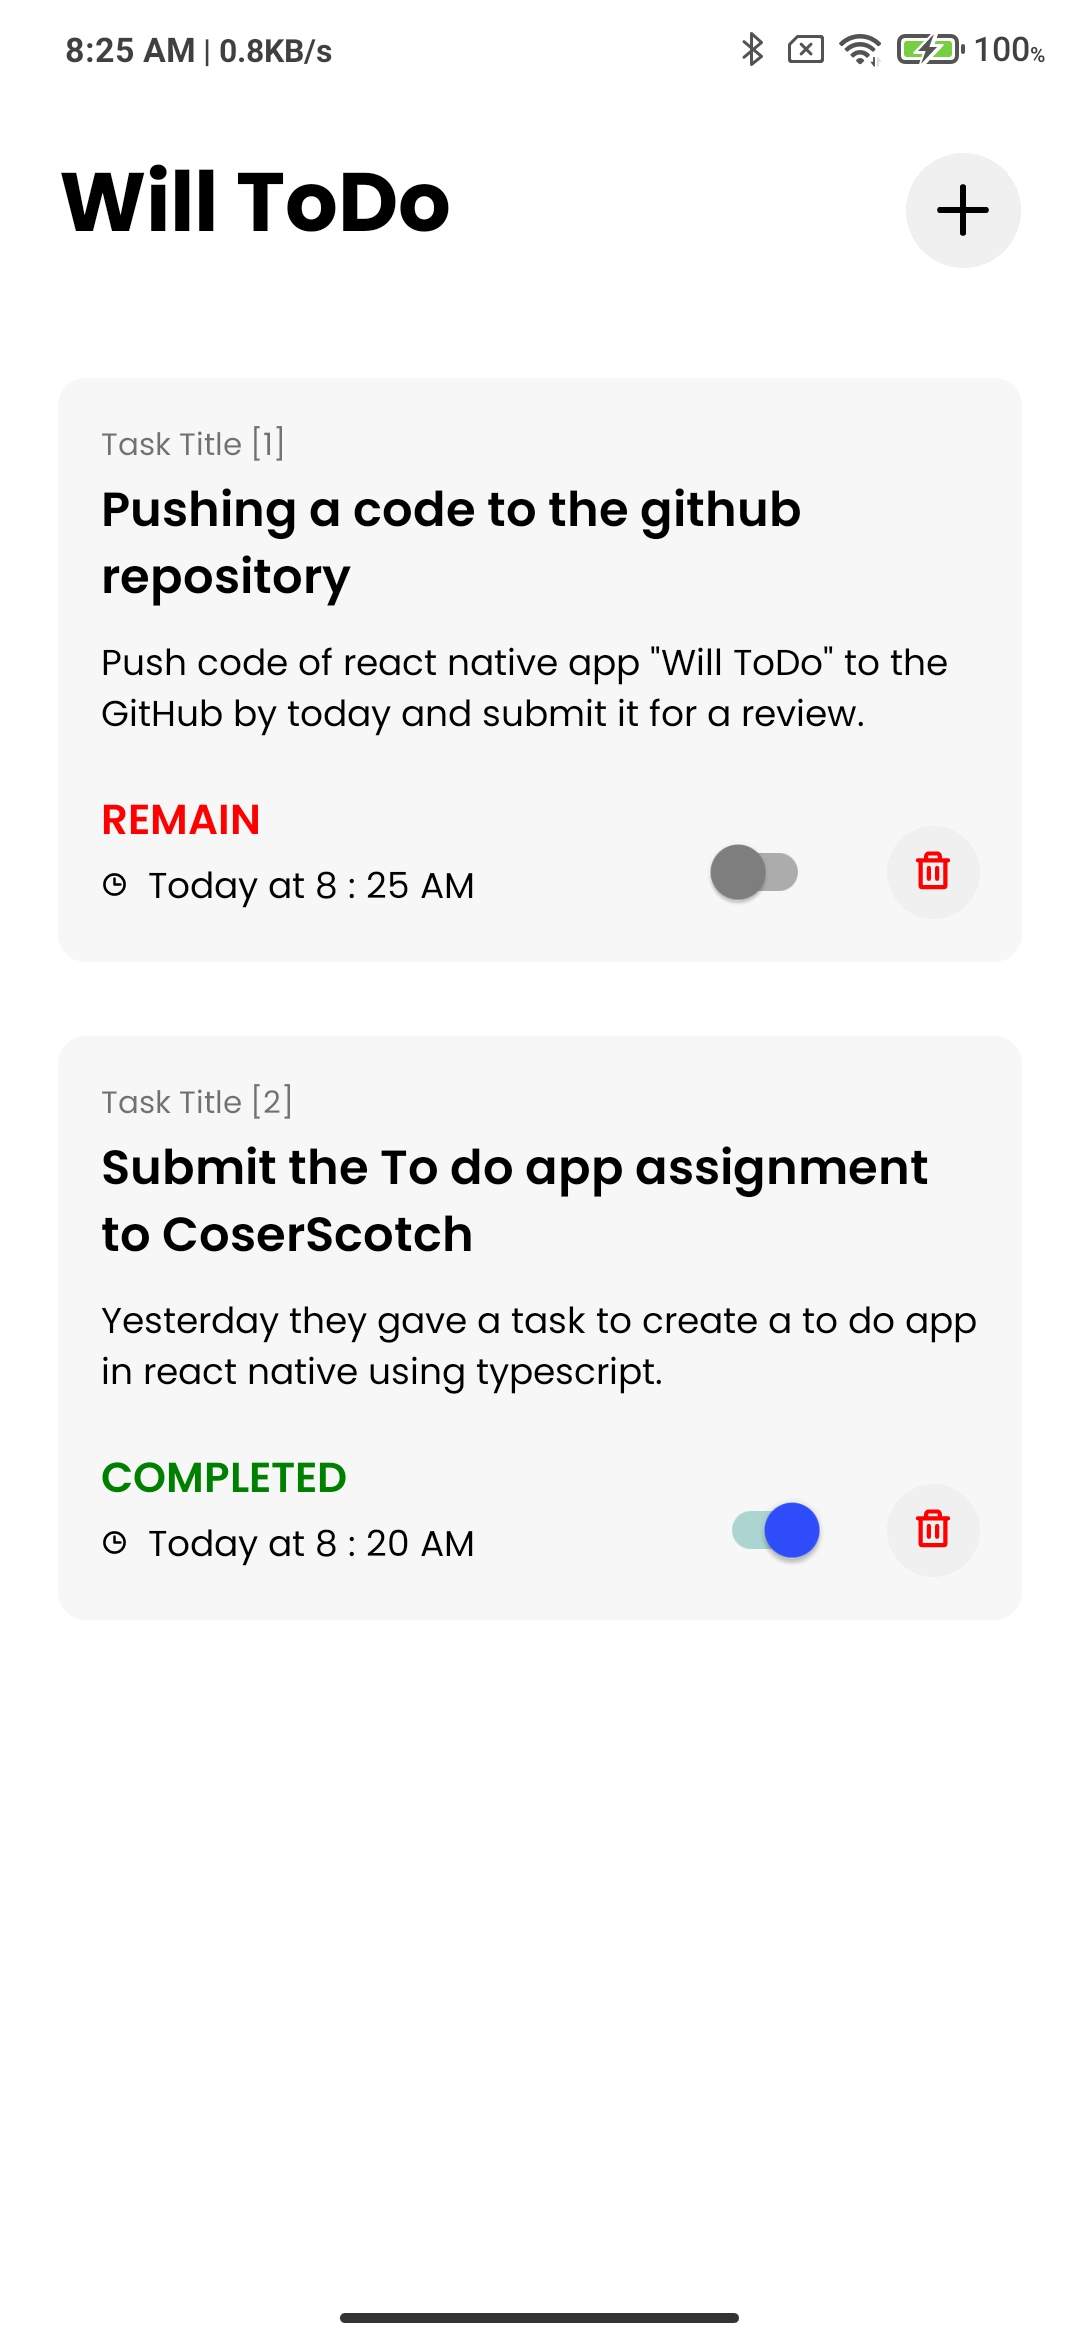 8:25 AM | 0.8KB/s 100%
Will ToDo
Task Title [1]
Pushing a code to the github
repository
Push code of react native app "Will ToDo" to the
GitHub by today and submit it for a review.
REMAIN
Today at 8 : 25 AM
Task Title [2]
Submit the To do app assignment
to CoserScotch
Yesterday they gave a task to create a to do app
in react native using typescript.
COMPLETED
Today at 8 : 20 AM